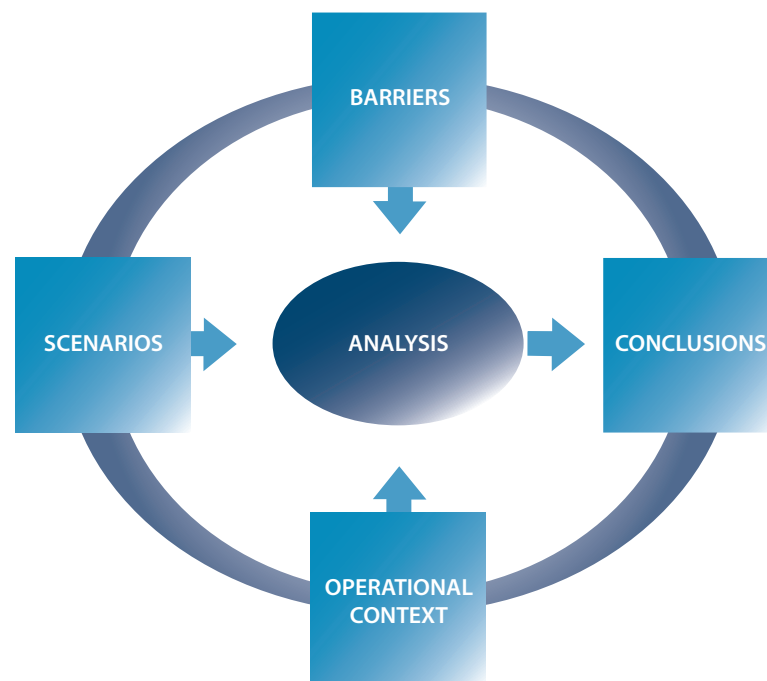 BARRIERS
SCENARIOS
ANALYSIS
CONCLUSIONS
OPERATIONAL
CONTEXT